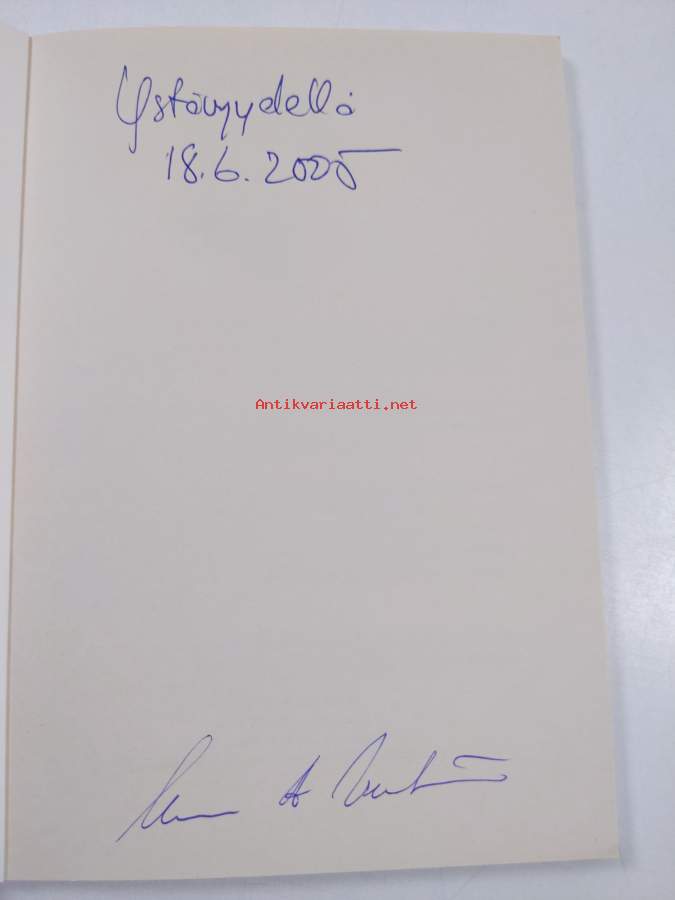 Ystävyydellä
18.6.2005
Antikvariaatti.net
A